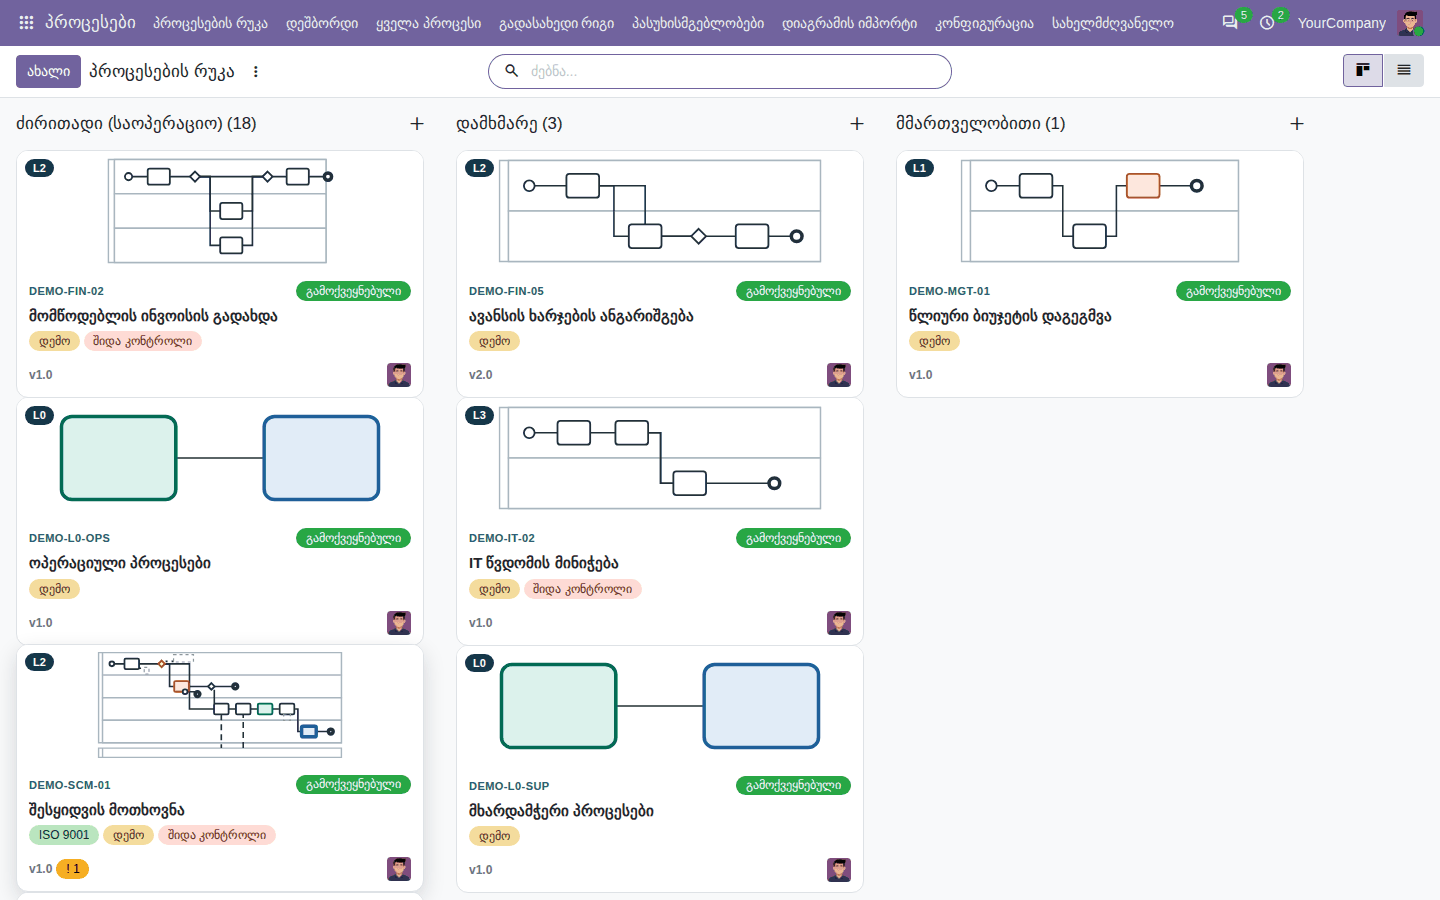 პროცესები პროცესების რუკა დეშბორდი ყველა პროცესი გადასახედი რიგი პასუხისმგებლობები დიაგრამის იმპორტი კონფიგურაცია სახელმძღვანელო 5 2 YourCompany
ახალი პროცესების რუკა ძებნა...
ძირითადი (საოპერაციო) (18)
L2
DEMO-FIN-02 გამოქვეყნებული
მომწოდებლის ინვოისის გადახდა
დემო შიდა კონტროლი
v1.0
L0
DEMO-L0-OPS გამოქვეყნებული
ოპერაციული პროცესები
დემო
v1.0
L2
DEMO-SCM-01 გამოქვეყნებული
შესყიდვის მოთხოვნა
ISO 9001 დემო შიდა კონტროლი
v1.0 ! 1
დამხმარე (3)
L2
DEMO-FIN-05 გამოქვეყნებული
ავანსის ხარჯების ანგარიშგება
დემო
v2.0
L3
DEMO-IT-02 გამოქვეყნებული
IT წვდომის მინიჭება
დემო შიდა კონტროლი
v1.0
L0
DEMO-L0-SUP გამოქვეყნებული
მხარდამჭერი პროცესები
დემო
v1.0
მმართველობითი (1)
L1
DEMO-MGT-01 გამოქვეყნებული
წლიური ბიუჯეტის დაგეგმვა
დემო
v1.0